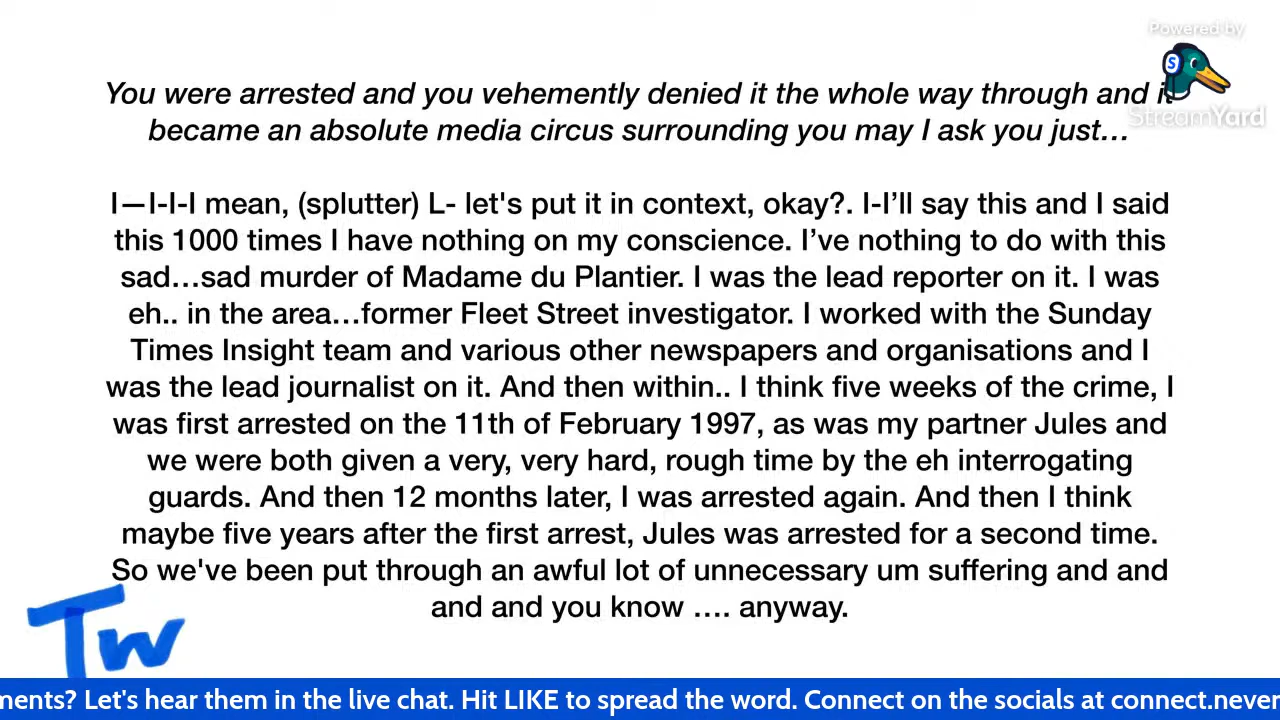 Powered by
StreamYard
You were arrested and you vehemently denied it the whole way through and it
became an absolute media circus surrounding you may I ask you just…
I—I-I-I mean, (splutter) L- let's put it in context, okay?. I-I’ll say this and I said
this 1000 times I have nothing on my conscience. I’ve nothing to do with this
sad…sad murder of Madame du Plantier. I was the lead reporter on it. I was
eh.. in the area…former Fleet Street investigator. I worked with the Sunday
Times Insight team and various other newspapers and organisations and I
was the lead journalist on it. And then within.. I think five weeks of the crime, I
was first arrested on the 11th of February 1997, as was my partner Jules and
we were both given a very, very hard, rough time by the eh interrogating
guards. And then 12 months later, I was arrested again. And then I think
maybe five years after the first arrest, Jules was arrested for a second time.
So we've been put through an awful lot of unnecessary um suffering and and
and and you know …. anyway.
Tw
ments? Let's hear them in the live chat. Hit LIKE to spread the word. Connect on the socials at connect.never